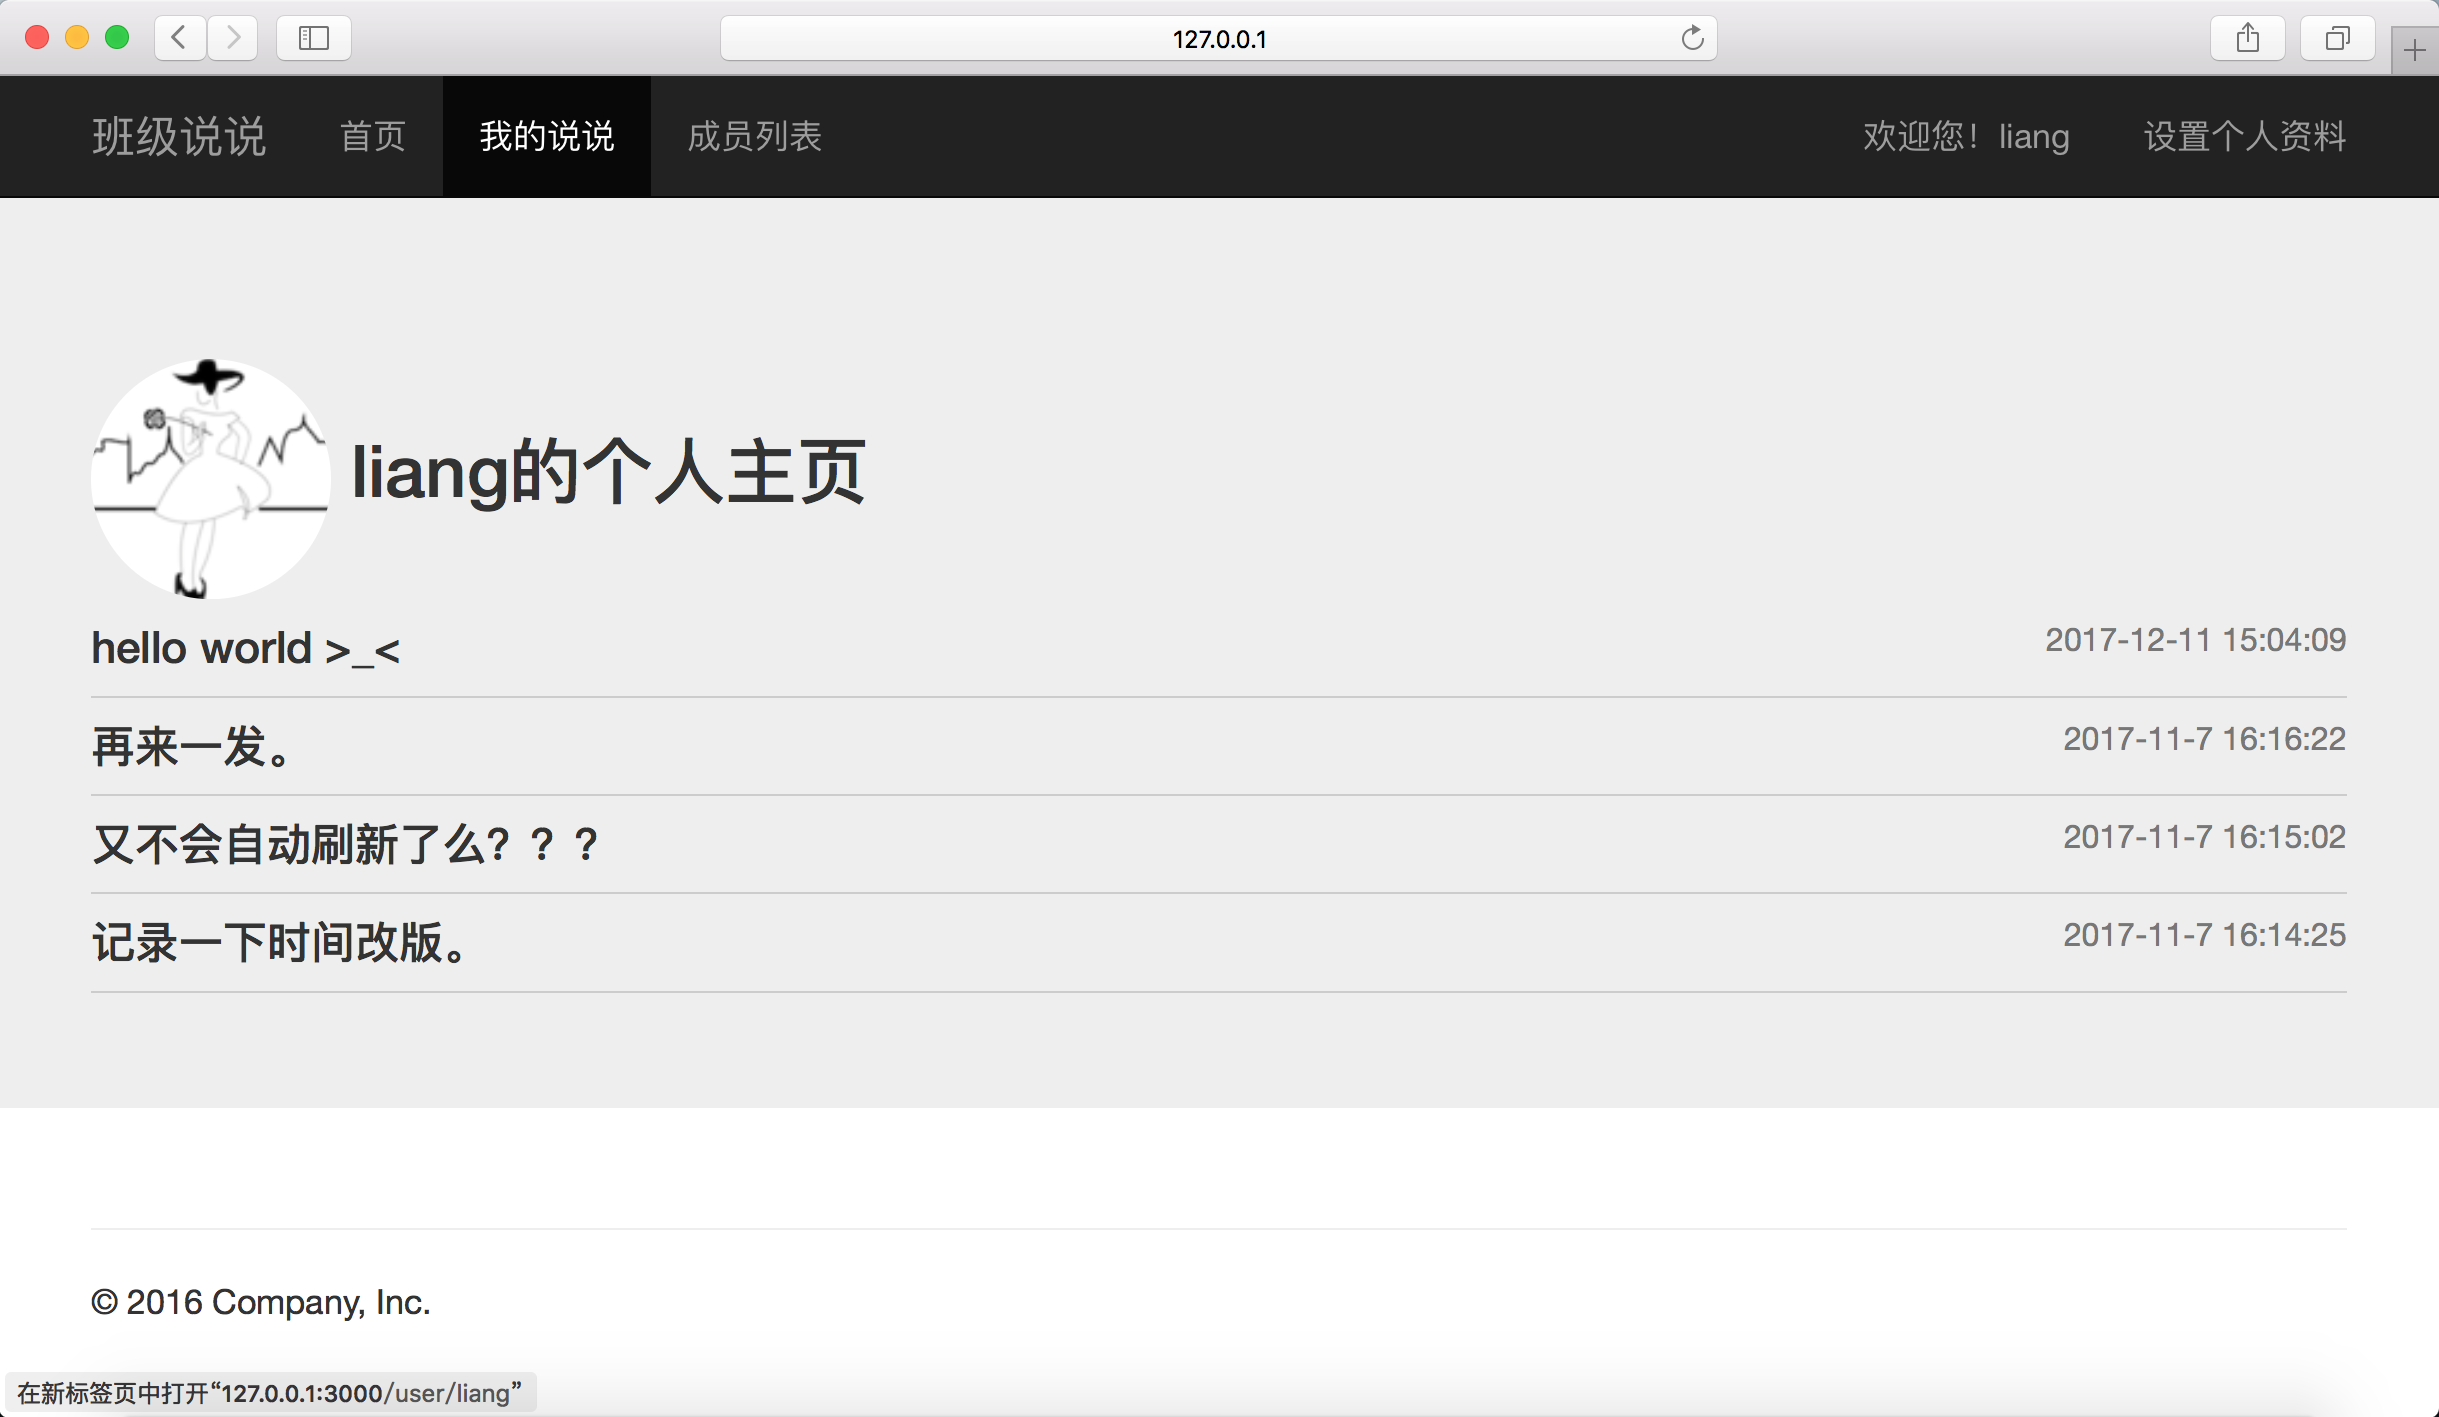 127.0.0.1
班级说说 首页 我的说说 成员列表 欢迎您！liang 设置个人资料
liang的个人主页
hello world >_< 2017-12-11 15:04:09
再来一发。 2017-11-7 16:16:22
又不会自动刷新了么？？？ 2017-11-7 16:15:02
记录一下时间改版。 2017-11-7 16:14:25
© 2016 Company, Inc.
在新标签页中打开“127.0.0.1:3000/user/liang”